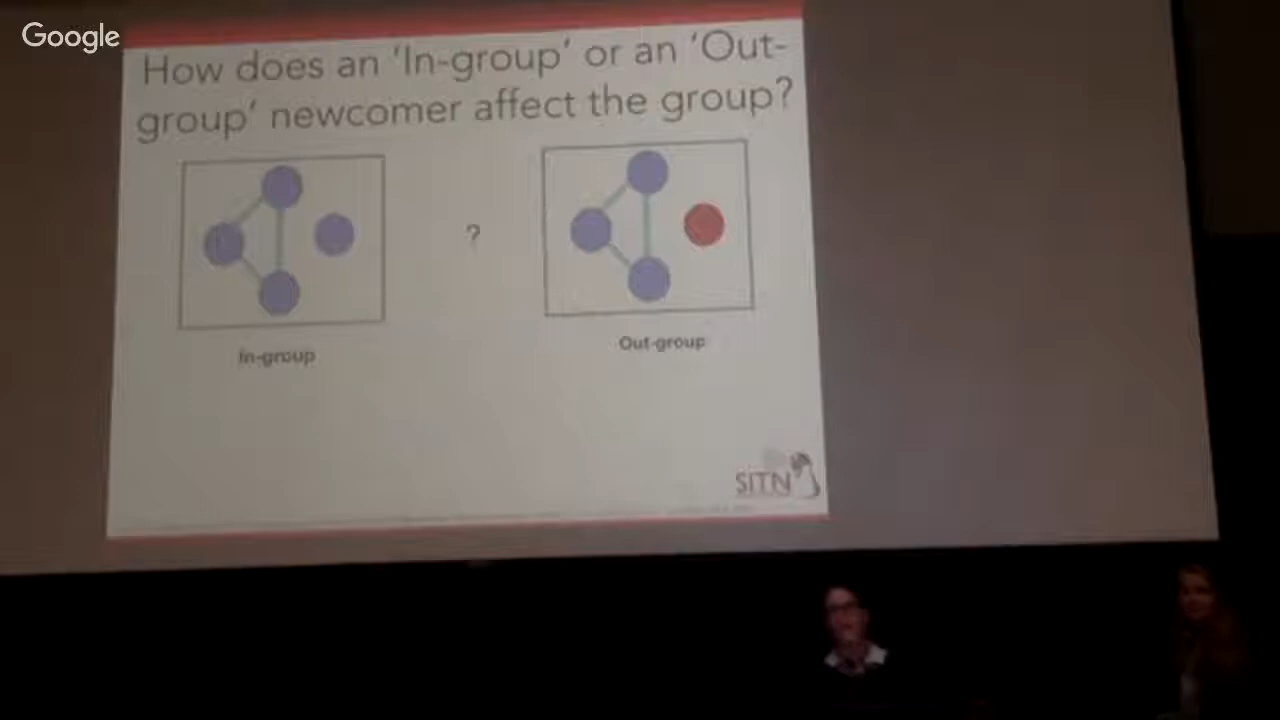 Google
How does an ‘In-group’ or an ‘Out-
group’ newcomer affect the group?
?
In-group
Out-group
SITN